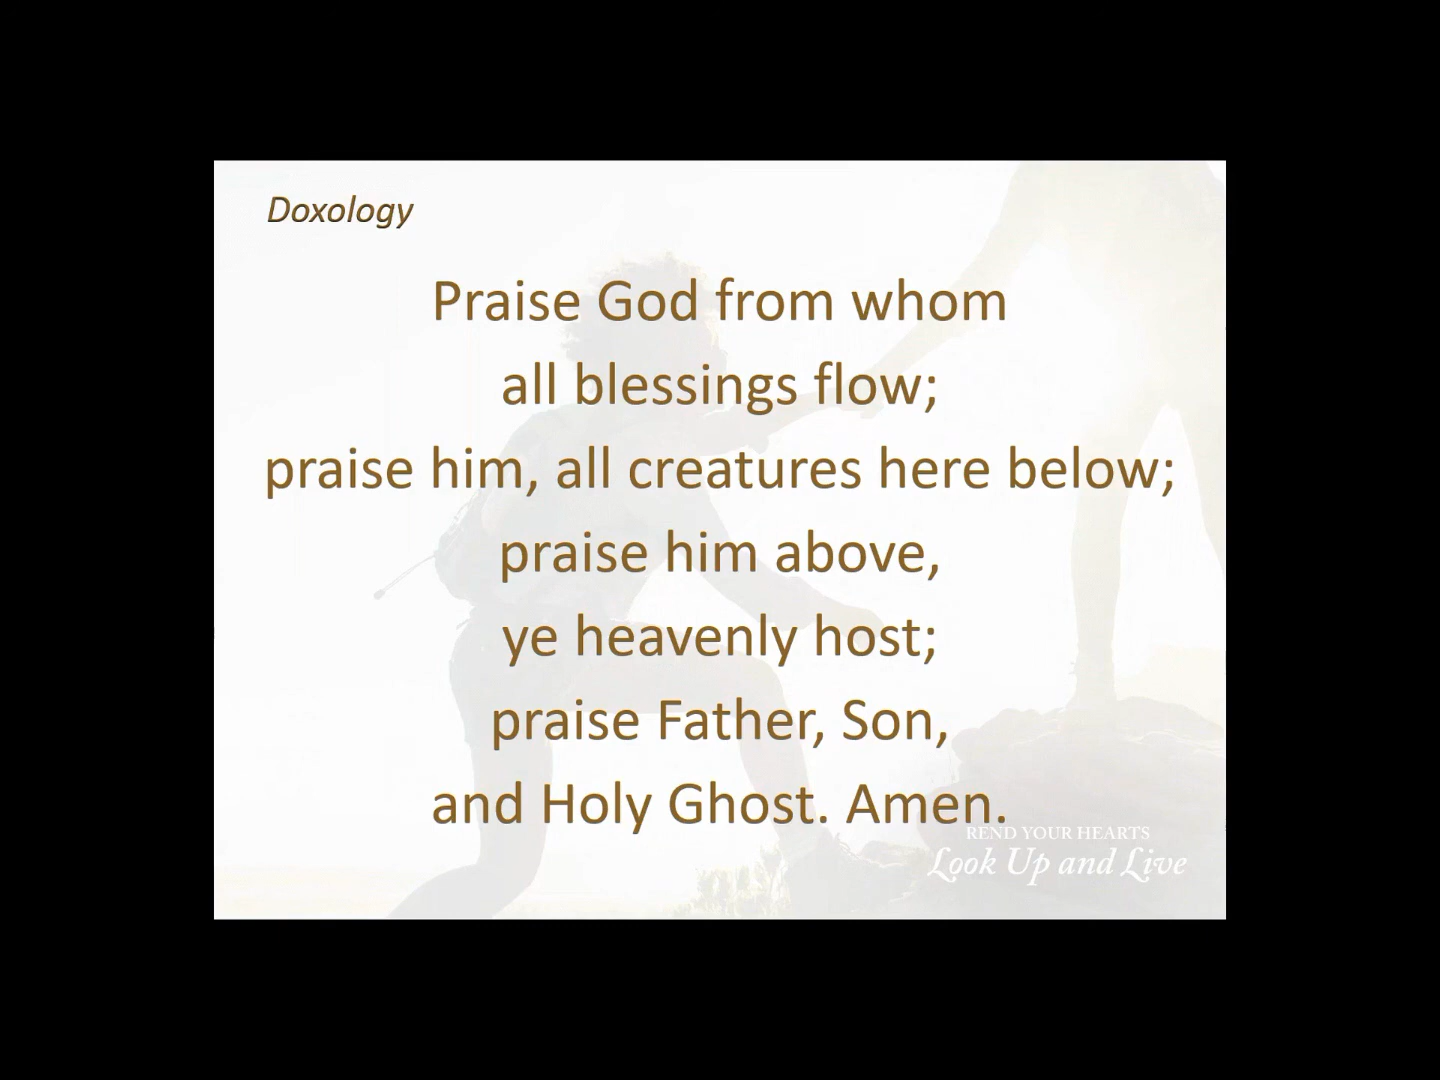 Doxology
Praise God from whom
all blessings flow;
praise him, all creatures here below;
praise him above,
ye heavenly host;
praise Father, Son,
and Holy Ghost. Amen.
REND YOUR HEARTS
Look Up and Live